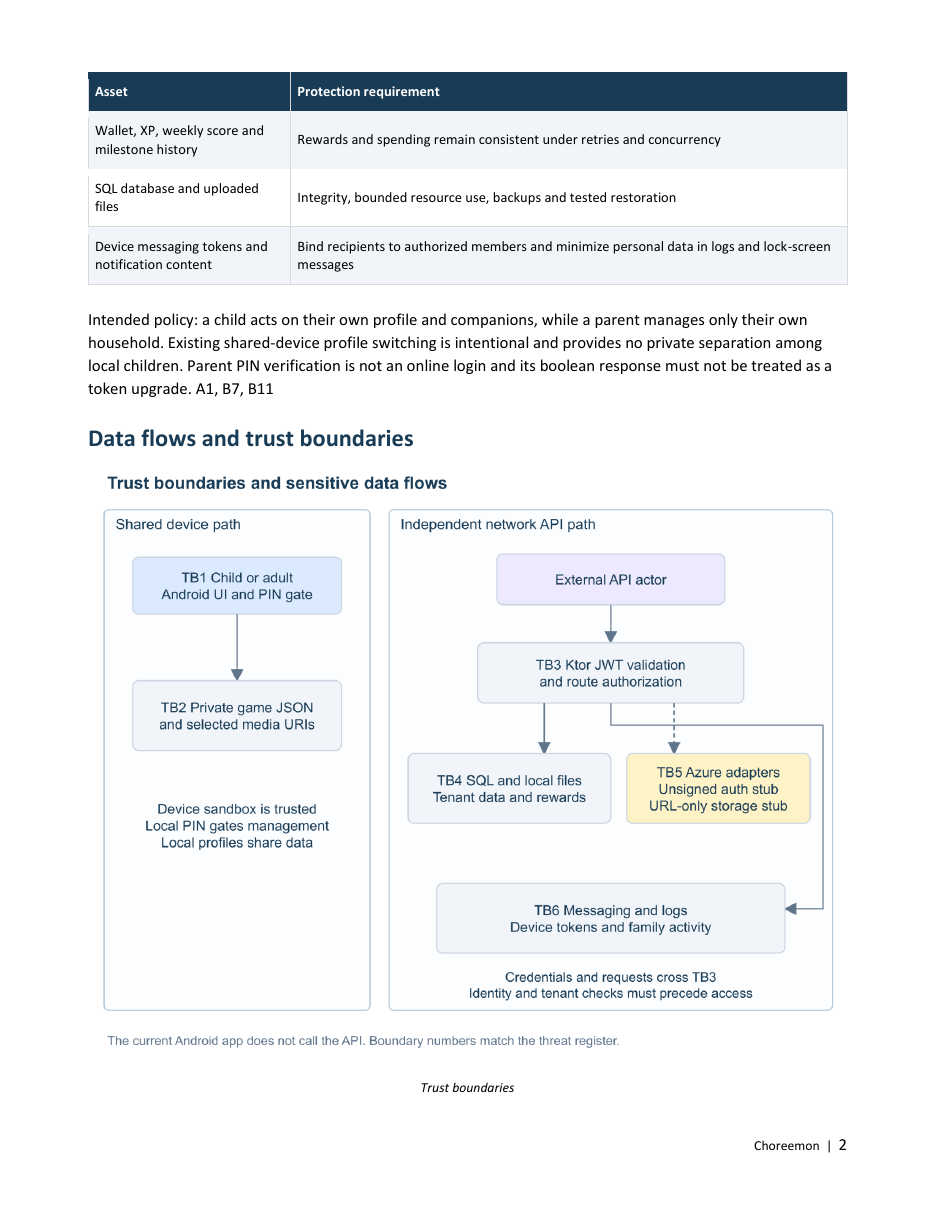 Asset
Protection requirement
Wallet, XP, weekly score and
milestone history
Rewards and spending remain consistent under retries and concurrency
SQL database and uploaded
files
Integrity, bounded resource use, backups and tested restoration
Device messaging tokens and
notification content
Bind recipients to authorized members and minimize personal data in logs and lock-screen
messages
Intended policy: a child acts on their own profile and companions, while a parent manages only their own
household. Existing shared-device profile switching is intentional and provides no private separation among
local children. Parent PIN verification is not an online login and its boolean response must not be treated as a
token upgrade. A1, B7, B11
Data flows and trust boundaries
Trust boundaries and sensitive data flows
Shared device path
TB1 Child or adult
Android UI and PIN gate
TB2 Private game JSON
and selected media URIs
Device sandbox is trusted
Local PIN gates management
Local profiles share data
Independent network API path
External API actor
TB3 Ktor JWT validation
and route authorization
TB4 SQL and local files
Tenant data and rewards
TB5 Azure adapters
Unsigned auth stub
URL-only storage stub
TB6 Messaging and logs
Device tokens and family activity
Credentials and requests cross TB3
Identity and tenant checks must precede access
The current Android app does not call the API. Boundary numbers match the threat register.
Trust boundaries
Choreemon | 2